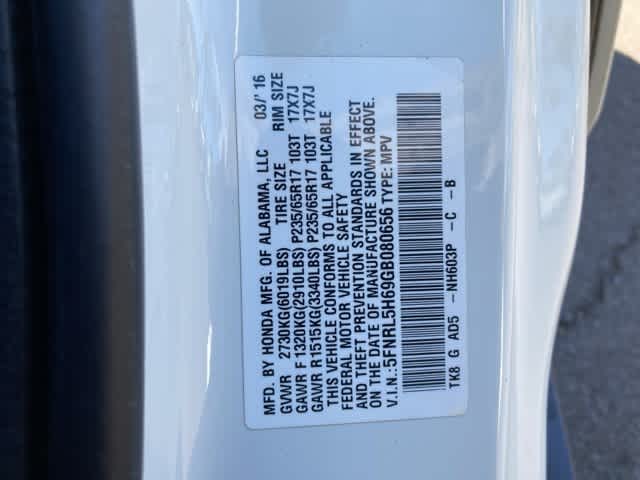 MFD. BY HONDA MFG. OF ALABAMA, LLC 03/'16
GVWR 2730KG(6019LBS) TIRE SIZE RIM SIZE
GAWR F 1320KG(2910LBS) P235/65R17 103T 17X7J
GAWR R1515KG(3340LBS) P235/65R17 103T 17X7J
THIS VEHICLE CONFORMS TO ALL APPLICABLE
FEDERAL MOTOR VEHICLE SAFETY
AND THEFT PREVENTION STANDARDS IN EFFECT
ON THE DATE OF MANUFACTURE SHOWN ABOVE.
V.I.N.:5FNRL5H69GB080656 TYPE: MPV
TK8 G AD5 -NH603P -C -B